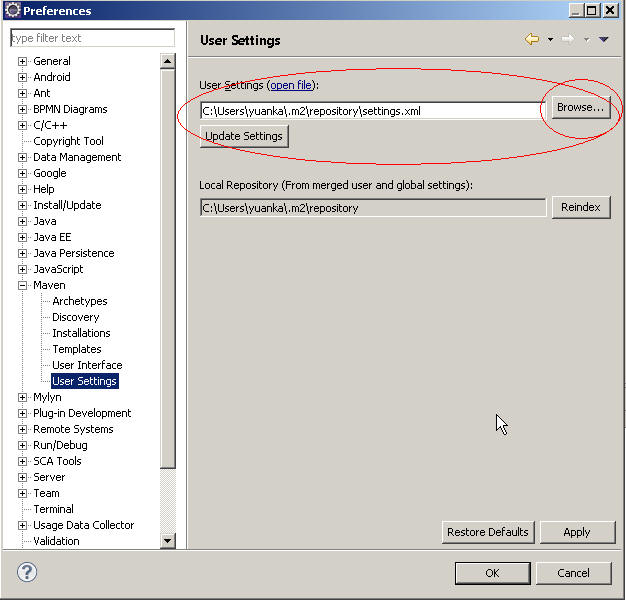 Preferences
type filter text
General
Android
Ant
BPMN Diagrams
C/C++
Copyright Tool
Data Management
Google
Help
Install/Update
Java
Java EE
Java Persistence
JavaScript
Maven
Archetypes
Discovery
Installations
Templates
User Interface
User Settings
Mylyn
Plug-in Development
Remote Systems
Run/Debug
SCA Tools
Server
Team
Terminal
Usage Data Collector
Validation
User Settings
User Settings (open file):
C:\Users\yuanka\.m2\repository\settings.xml
Browse...
Update Settings
Local Repository (From merged user and global settings):
C:\Users\yuanka\.m2\repository
Reindex
Restore Defaults
Apply
?
OK
Cancel